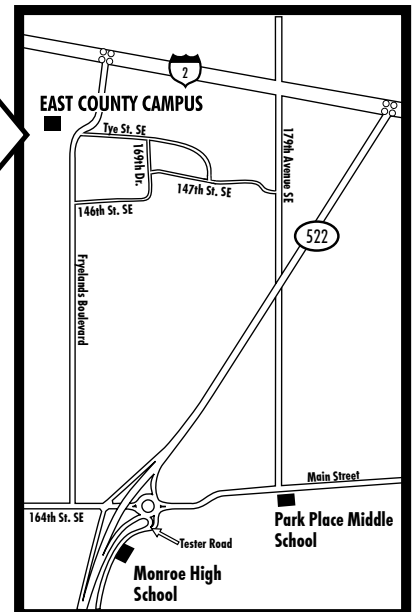 2
EAST COUNTY CAMPUS
Tye St. SE
169th Dr.
179th Avenue SE
147th St. SE
146th St. SE
522
Fryelands Boulevard
Main Street
164th St. SE
Park Place Middle
School
Tester Road
Monroe High
School